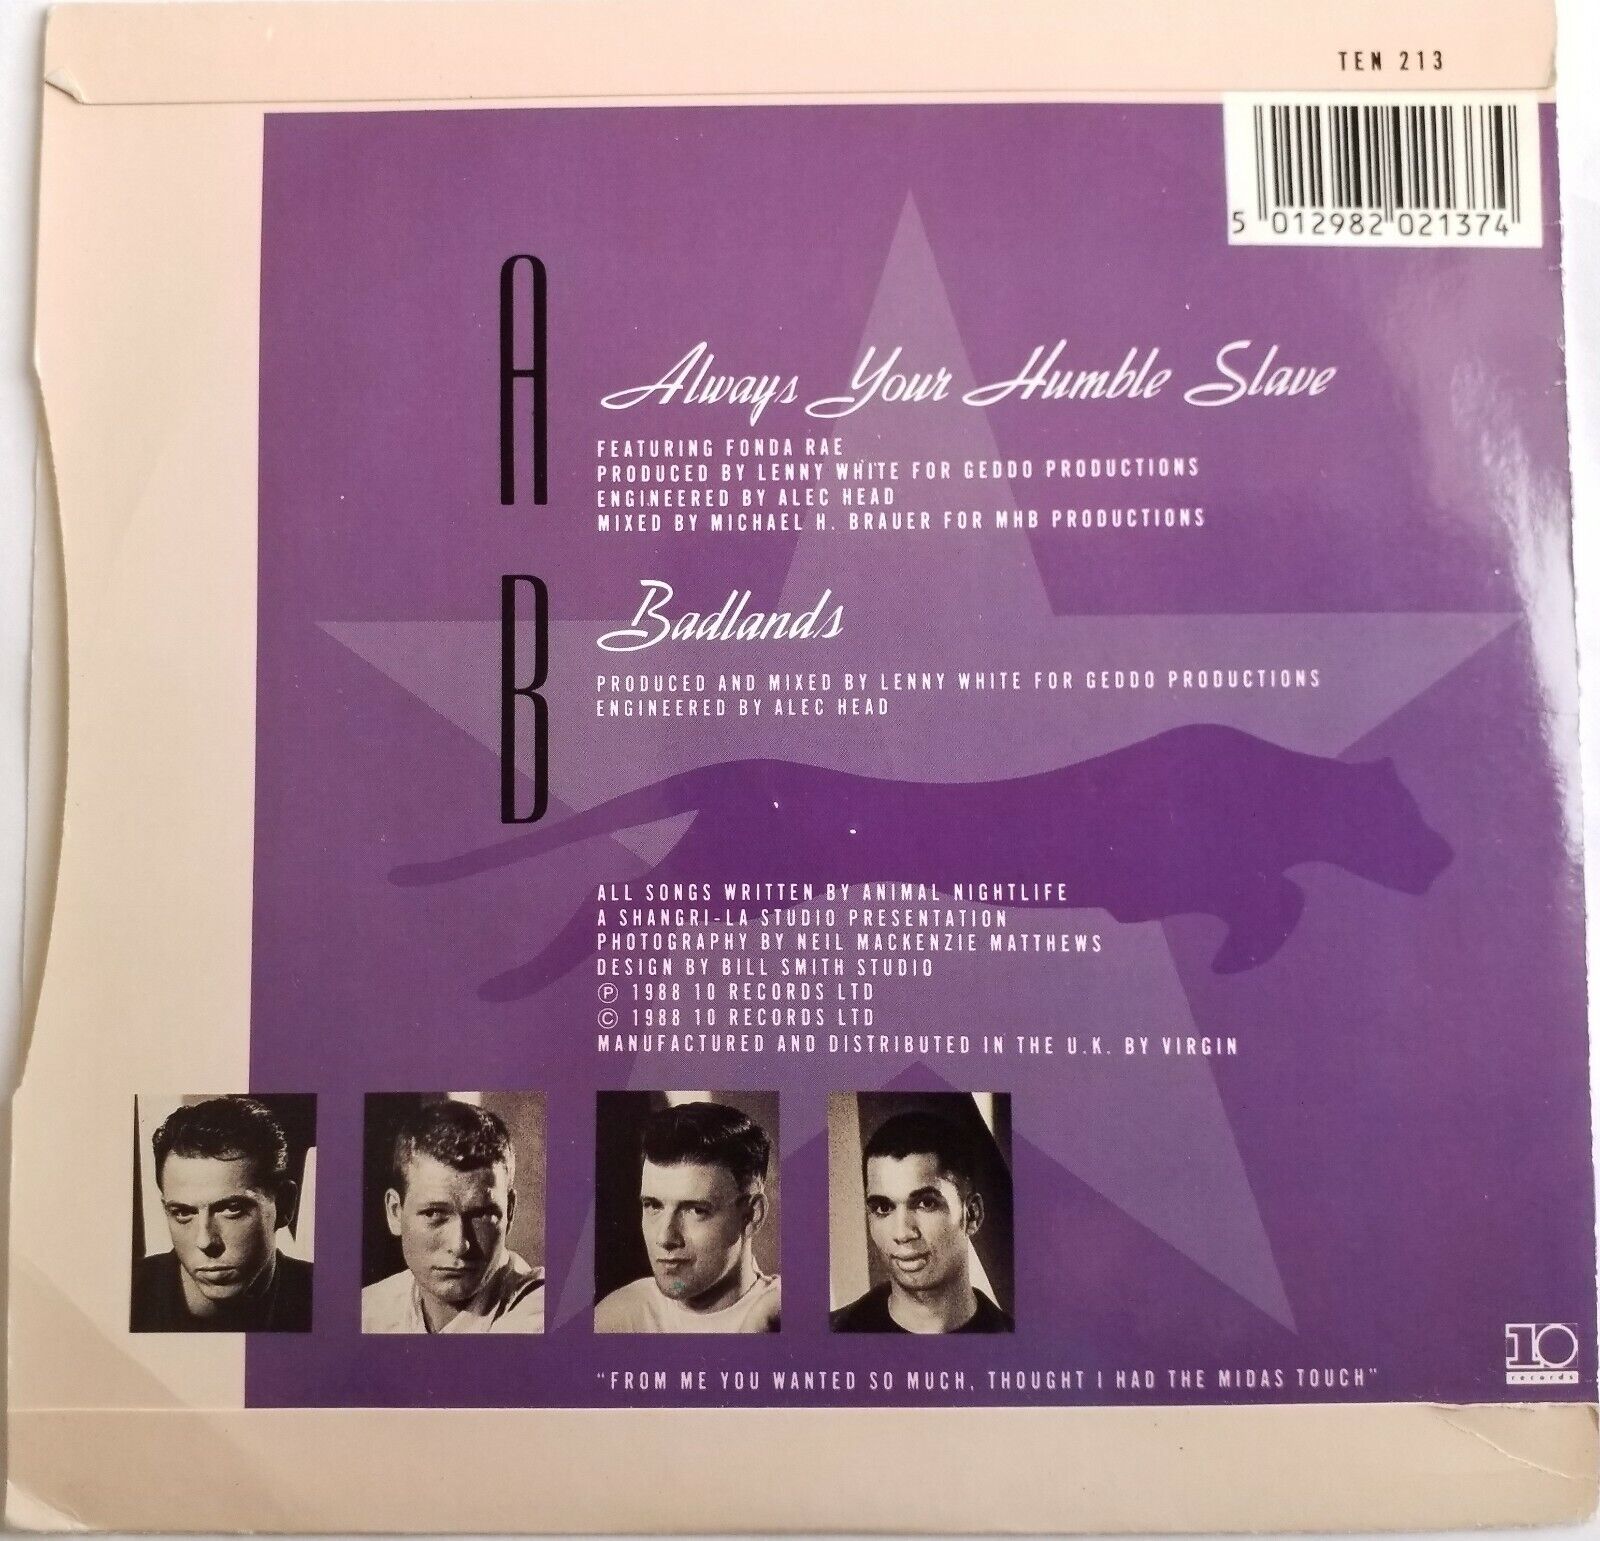 TEN 213
5 012982 021374
A
Always Your Humble Slave
FEATURING FONDA RAE
PRODUCED BY LENNY WHITE FOR GEDDO PRODUCTIONS
ENGINEERED BY ALEC HEAD
MIXED BY MICHAEL H. BRAUER FOR MHB PRODUCTIONS
B
Badlands
PRODUCED AND MIXED BY LENNY WHITE FOR GEDDO PRODUCTIONS
ENGINEERED BY ALEC HEAD
ALL SONGS WRITTEN BY ANIMAL NIGHTLIFE
A SHANGRI-LA STUDIO PRESENTATION
PHOTOGRAPHY BY NEIL MACKENZIE MATTHEWS
DESIGN BY BILL SMITH STUDIO
℗ 1988 10 RECORDS LTD
© 1988 10 RECORDS LTD
MANUFACTURED AND DISTRIBUTED IN THE U.K. BY VIRGIN
10
records
"FROM ME YOU WANTED SO MUCH, THOUGHT I HAD THE MIDAS TOUCH"